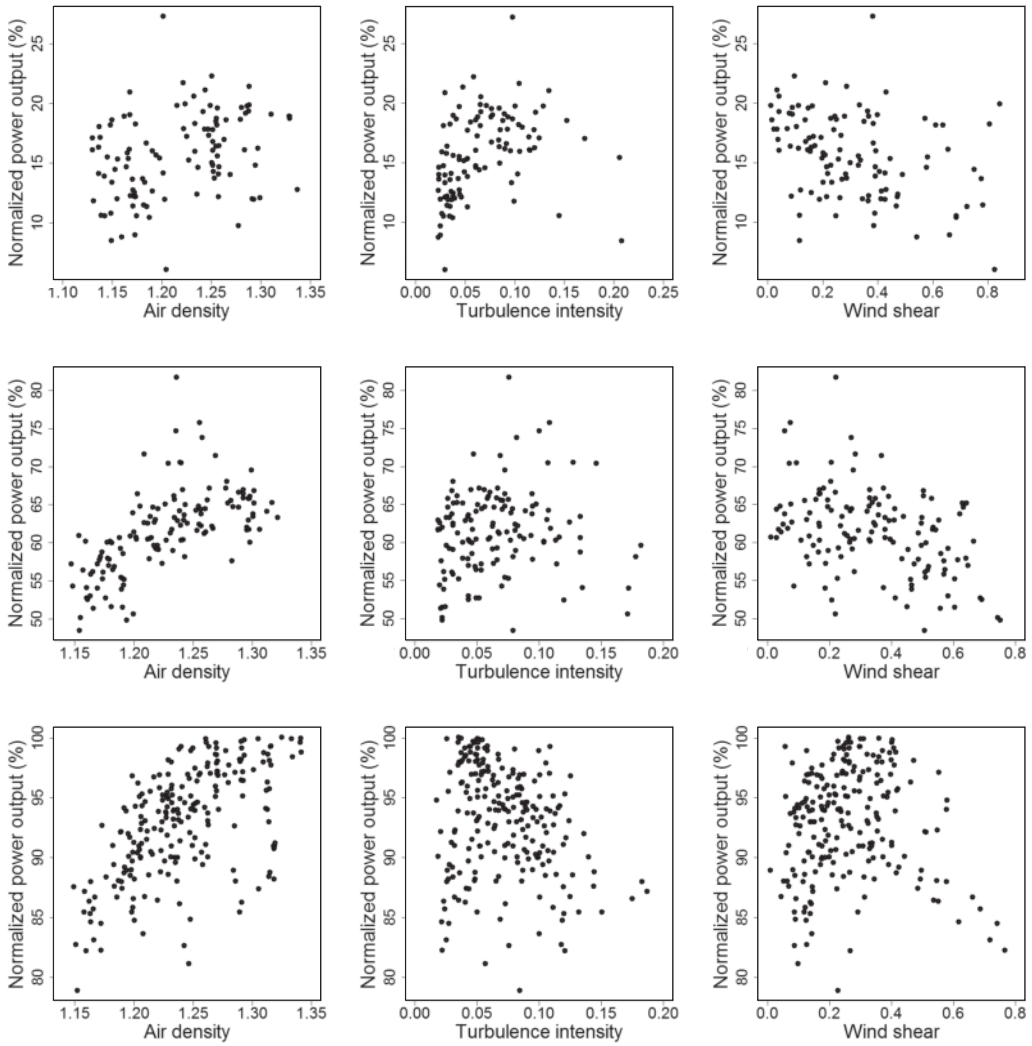 Normalized power output (%)
25
20
15
10
1.10 1.15 1.20 1.25 1.30 1.35
Air density
Normalized power output (%)
25
20
15
10
0.00 0.05 0.10 0.15 0.20 0.25
Turbulence intensity
Normalized power output (%)
25
20
15
10
0.0 0.2 0.4 0.6 0.8
Wind shear
Normalized power output (%)
80
75
70
65
60
55
50
1.15 1.20 1.25 1.30 1.35
Air density
Normalized power output (%)
80
75
70
65
60
55
50
0.00 0.05 0.10 0.15 0.20
Turbulence intensity
Normalized power output (%)
80
75
70
65
60
55
50
0.0 0.2 0.4 0.6 0.8
Wind shear
Normalized power output (%)
100
95
90
85
80
1.15 1.20 1.25 1.30 1.35
Air density
Normalized power output (%)
100
95
90
85
80
0.00 0.05 0.10 0.15 0.20
Turbulence intensity
Normalized power output (%)
100
95
90
85
80
0.0 0.2 0.4 0.6 0.8
Wind shear